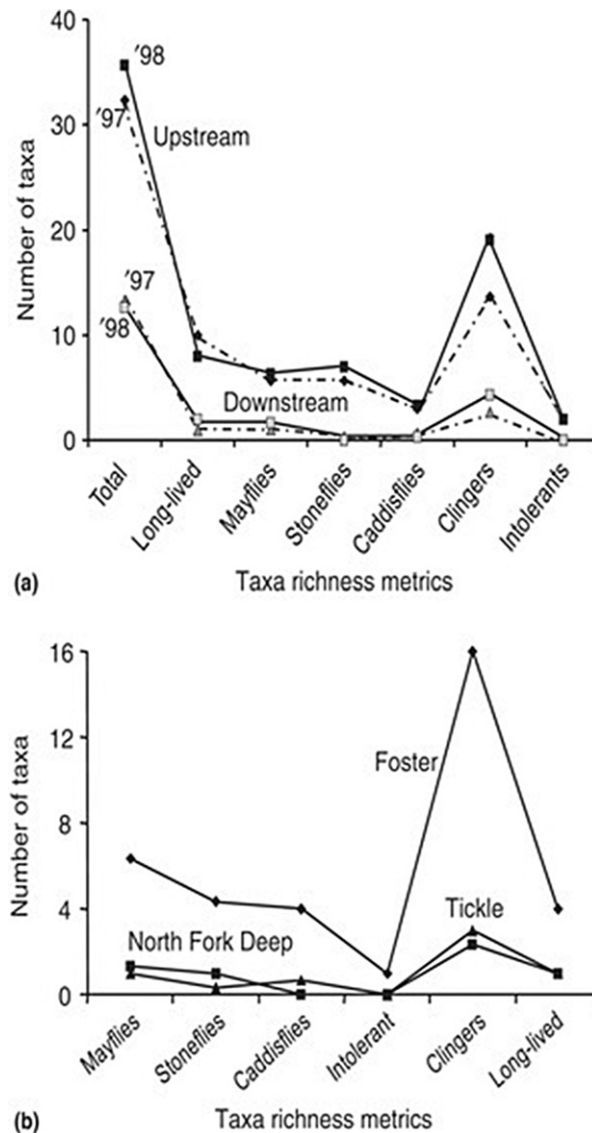 40
30
20
10
0
Number of taxa
'98
'97
Upstream
'97
'98
Downstream
Total
Long-lived
Mayflies
Stoneflies
Caddisflies
Clingers
Intolerants
(a)
Taxa richness metrics
16
12
8
4
0
Number of taxa
Foster
Tickle
North Fork Deep
Mayflies
Stoneflies
Caddisflies
Intolerant
Clingers
Long-lived
(b)
Taxa richness metrics